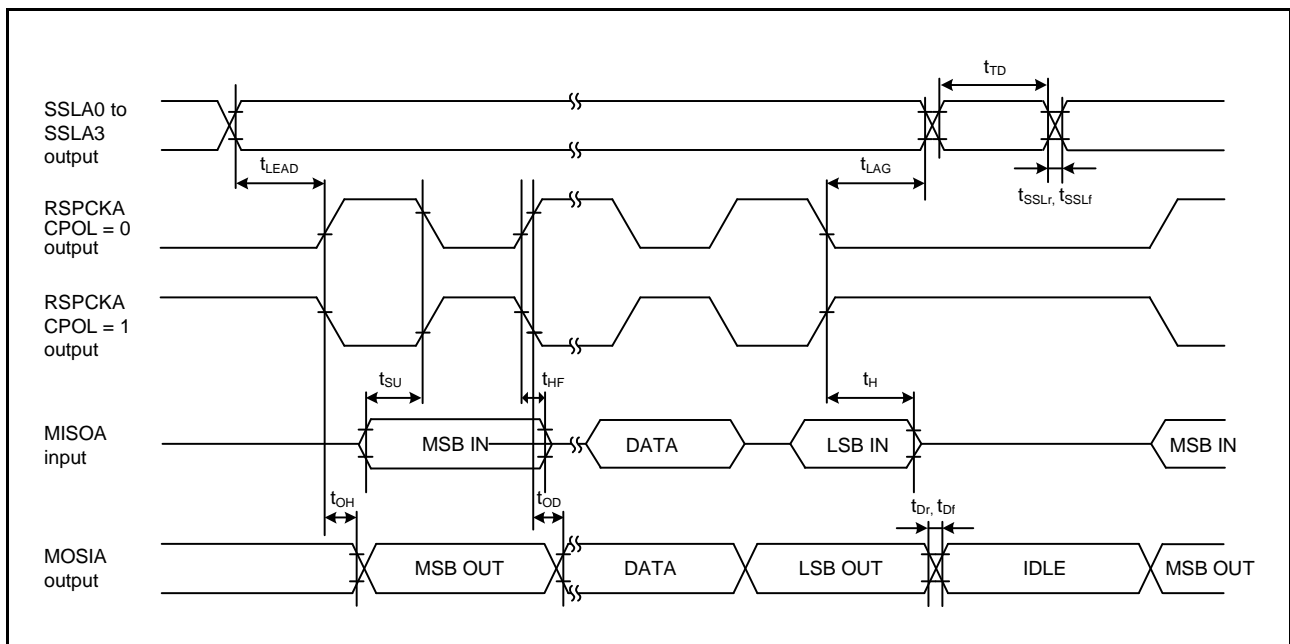 SSLA0 to
SSLA3
output
tTD
tLEAD
tLAG
tSSLr, tSSLf
RSPCKA
CPOL = 0
output
RSPCKA
CPOL = 1
output
tSU
tHF
tH
MISOA
input
MSB IN
DATA
LSB IN
MSB IN
tOH
tOD
tDr, tDf
MOSIA
output
MSB OUT
DATA
LSB OUT
IDLE
MSB OUT